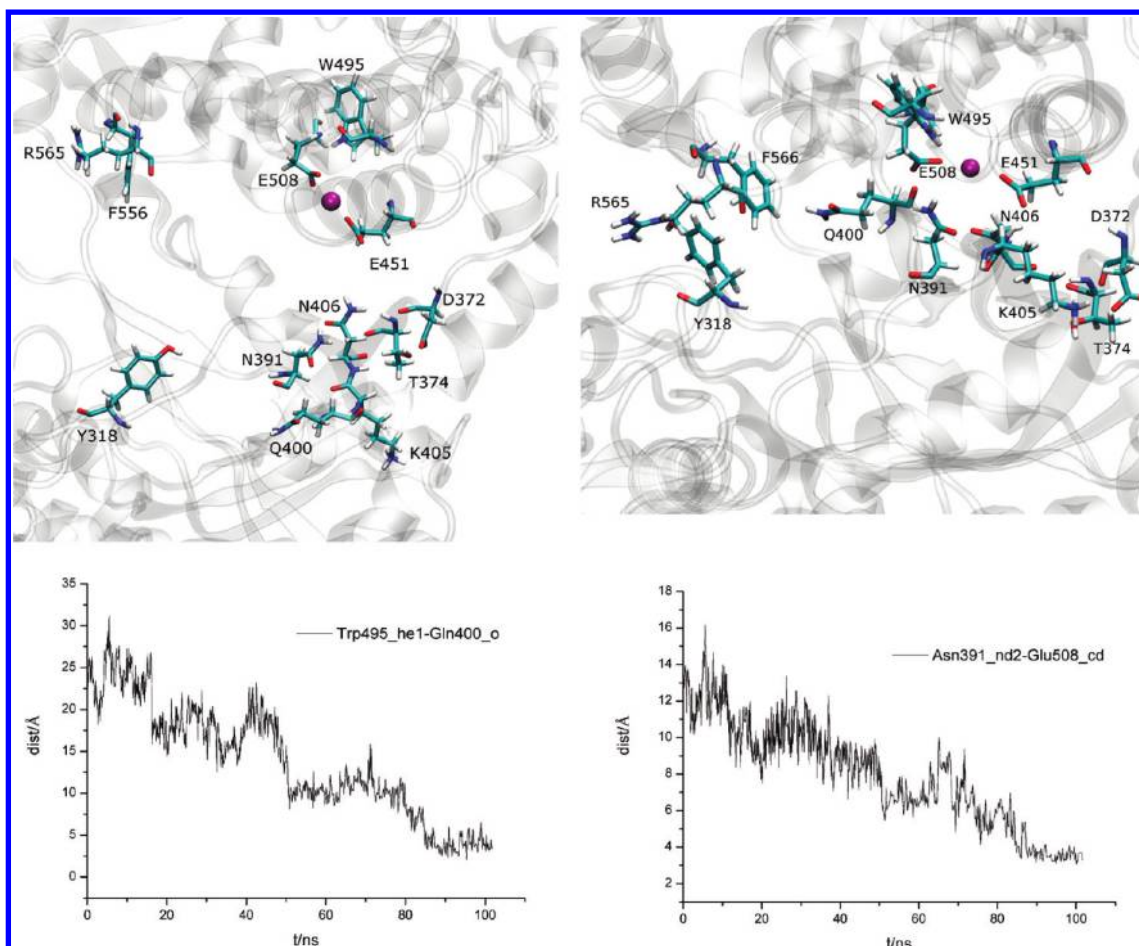 W495
R565
E508
F556
E451
N406
D372
N391
T374
Y318
Q400
K405
W495
F566
E508
E451
R565
N406
D372
Q400
N391
K405
Y318
T374
35
30
25
20
15
10
5
0
dist/Å
Trp495_he1-Gln400_o
0 20 40 60 80 100
t/ns
18
16
14
12
10
8
6
4
2
dist/Å
Asn391_nd2-Glu508_cd
0 20 40 60 80 100
t/ns